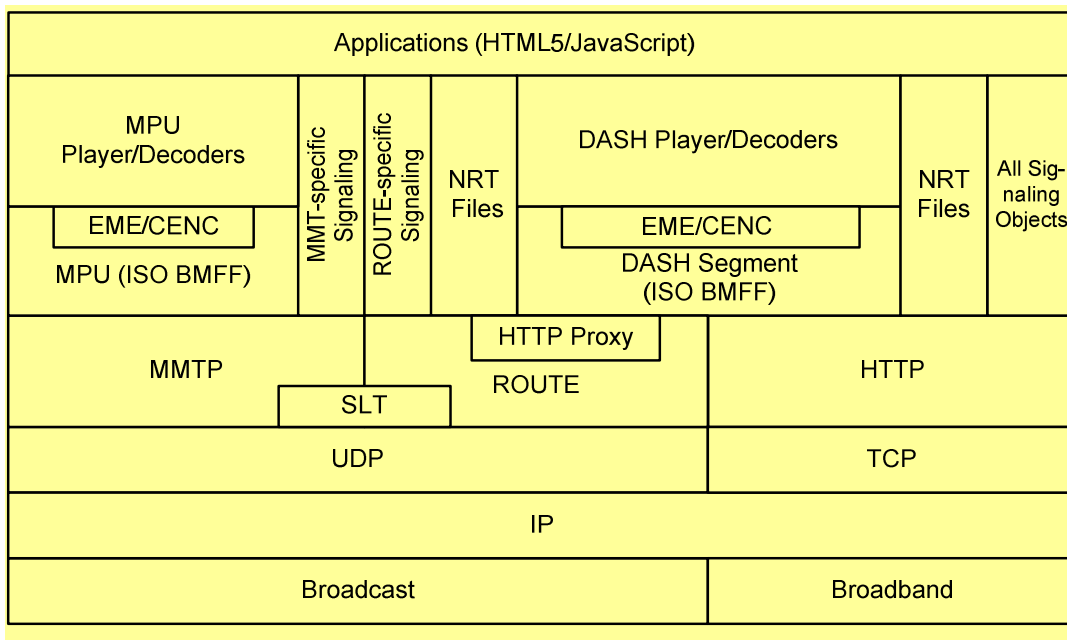 Applications (HTML5/JavaScript)
MPU
Player/Decoders
EME/CENC
MPU (ISO BMFF)
MMT-specific
Signaling
ROUTE-specific
Signaling
NRT
Files
DASH Player/Decoders
EME/CENC
DASH Segment
(ISO BMFF)
NRT
Files
All Sig-
naling
Objects
MMTP
HTTP Proxy
ROUTE
SLT
HTTP
UDP
TCP
IP
Broadcast
Broadband